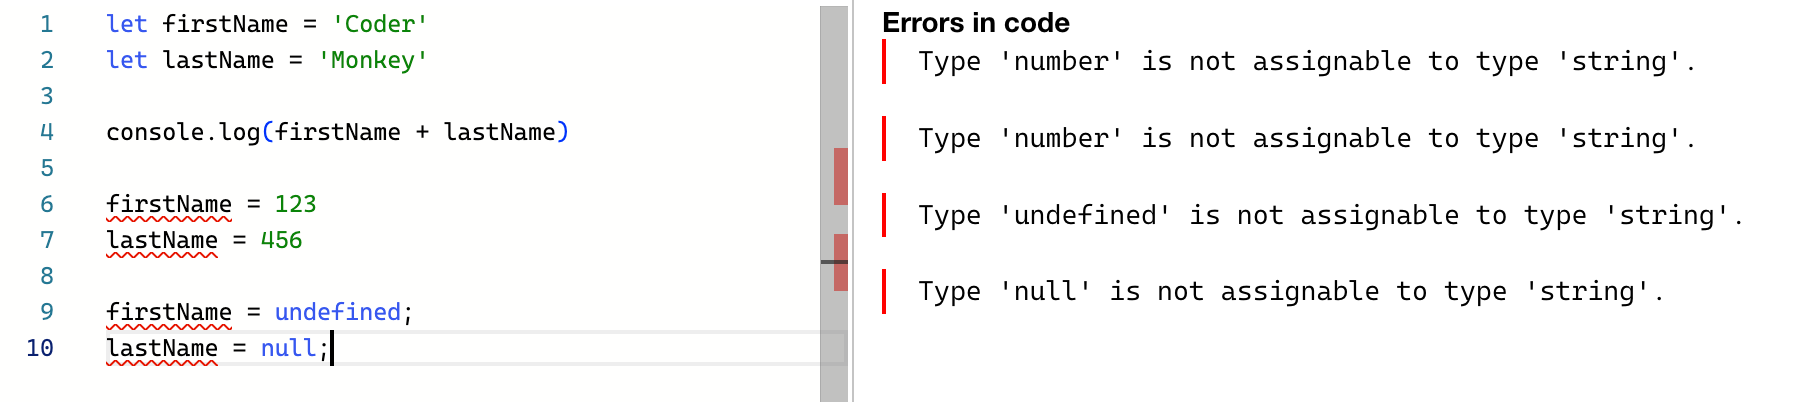 1 let firstName = 'Coder'
2 let lastName = 'Monkey'
3
4 console.log(firstName + lastName)
5
6 firstName = 123
7 lastName = 456
8
9 firstName = undefined;
10 lastName = null;
Errors in code
Type 'number' is not assignable to type 'string'.
Type 'number' is not assignable to type 'string'.
Type 'undefined' is not assignable to type 'string'.
Type 'null' is not assignable to type 'string'.